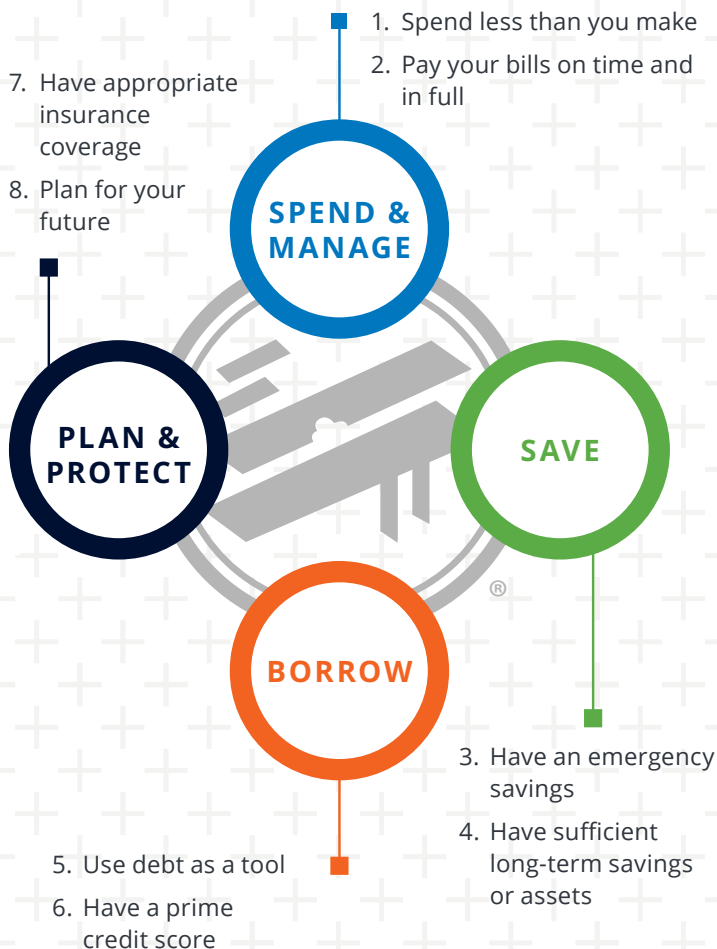 1. Spend less than you make
2. Pay your bills on time and
in full
7. Have appropriate
insurance
coverage
8. Plan for your
future
SPEND &
MANAGE
PLAN &
PROTECT
SAVE
®
BORROW
3. Have an emergency
savings
4. Have sufficient
long-term savings
or assets
5. Use debt as a tool
6. Have a prime
credit score